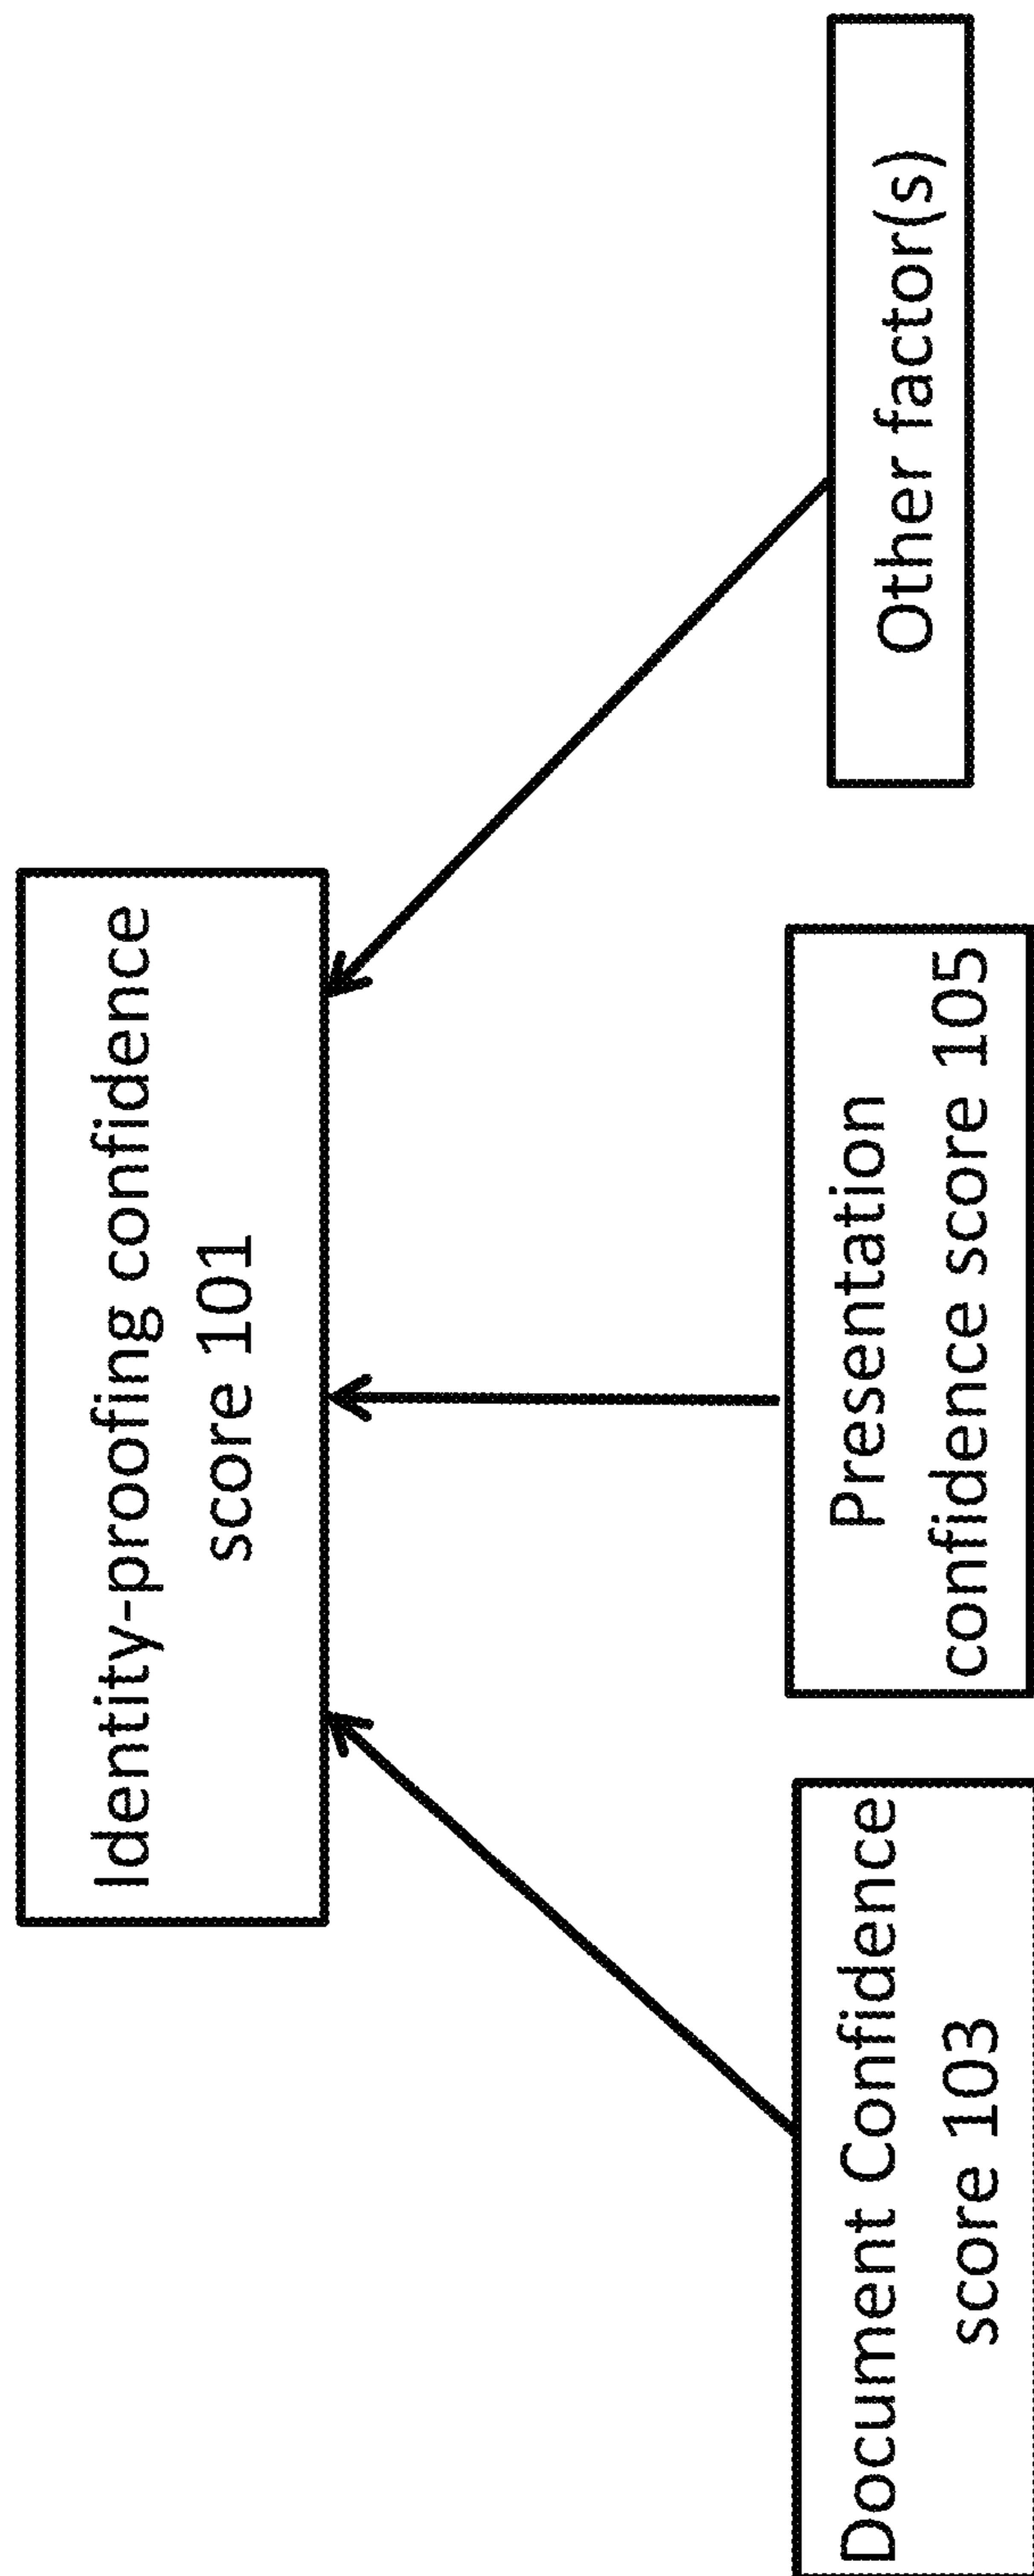 Identity-proofing confidence
score 101
Document Confidence
score 103
Presentation
confidence score 105
Other factor(s)